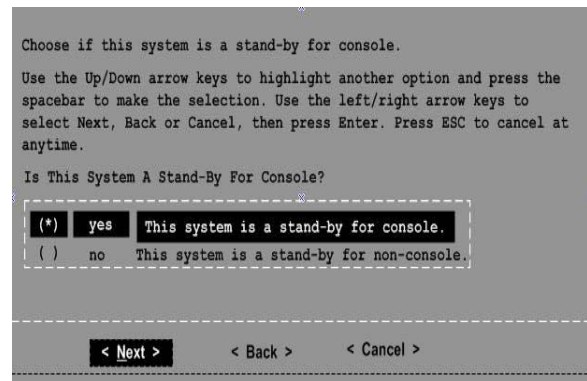 Choose if this system is a stand-by for console.
Use the Up/Down arrow keys to highlight another option and press the
spacebar to make the selection. Use the left/right arrow keys to
select Next, Back or Cancel, then press Enter. Press ESC to cancel at
anytime.
Is This System A Stand-By For Console?
(*) yes This system is a stand-by for console.
( ) no This system is a stand-by for non-console.
< Next > < Back > < Cancel >